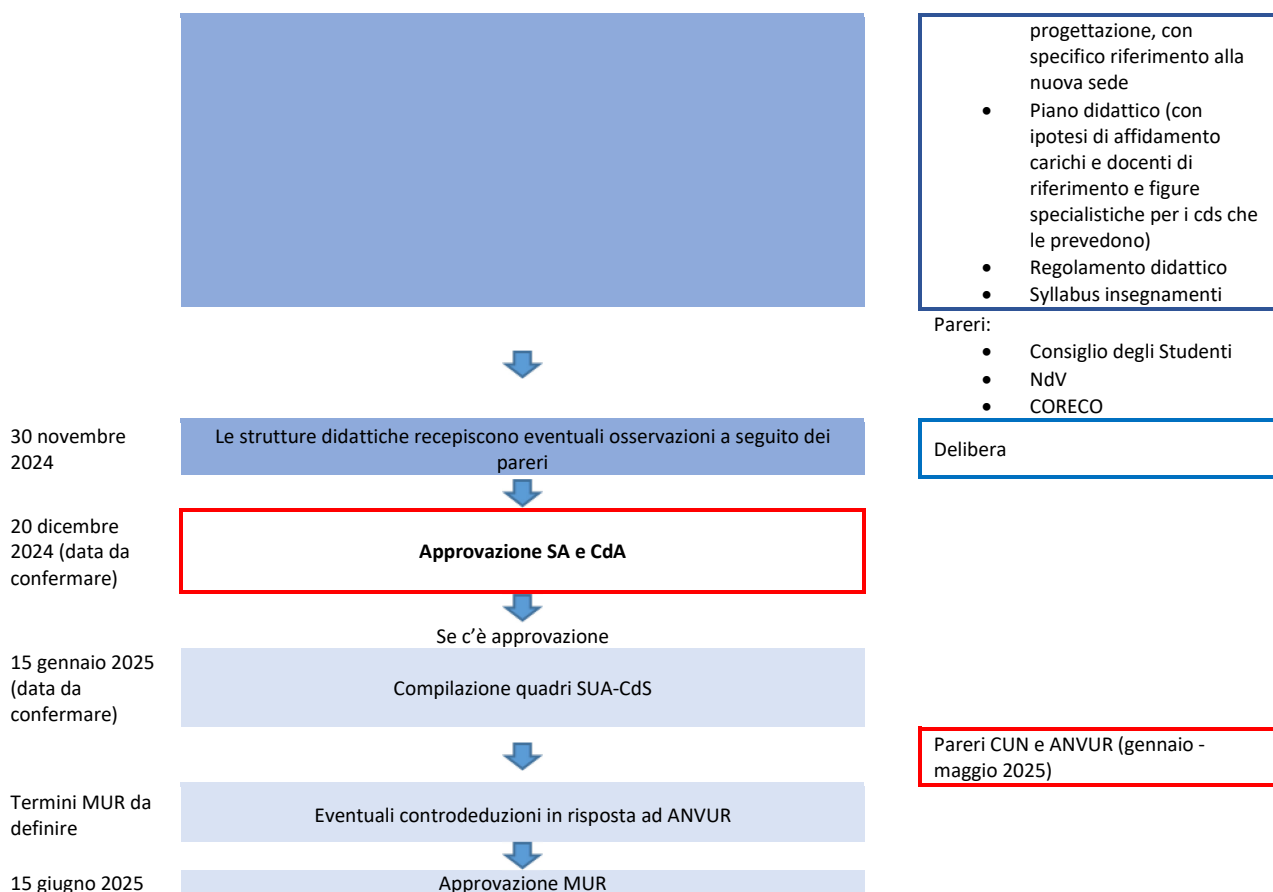 progettazione, con
specifico riferimento alla
nuova sede
• Piano didattico (con
ipotesi di affidamento
carichi e docenti di
riferimento e figure
specialistiche per i cds che
le prevedono)
• Regolamento didattico
• Syllabus insegnamenti
Pareri:
• Consiglio degli Studenti
• NdV
• CORECO
30 novembre
2024
Le strutture didattiche recepiscono eventuali osservazioni a seguito dei
pareri
Delibera
20 dicembre
2024 (data da
confermare)
Approvazione SA e CdA
Se c'è approvazione
15 gennaio 2025
(data da
confermare)
Compilazione quadri SUA-CdS
Pareri CUN e ANVUR (gennaio -
maggio 2025)
Termini MUR da
definire
Eventuali controdeduzioni in risposta ad ANVUR
15 giugno 2025
Approvazione MUR